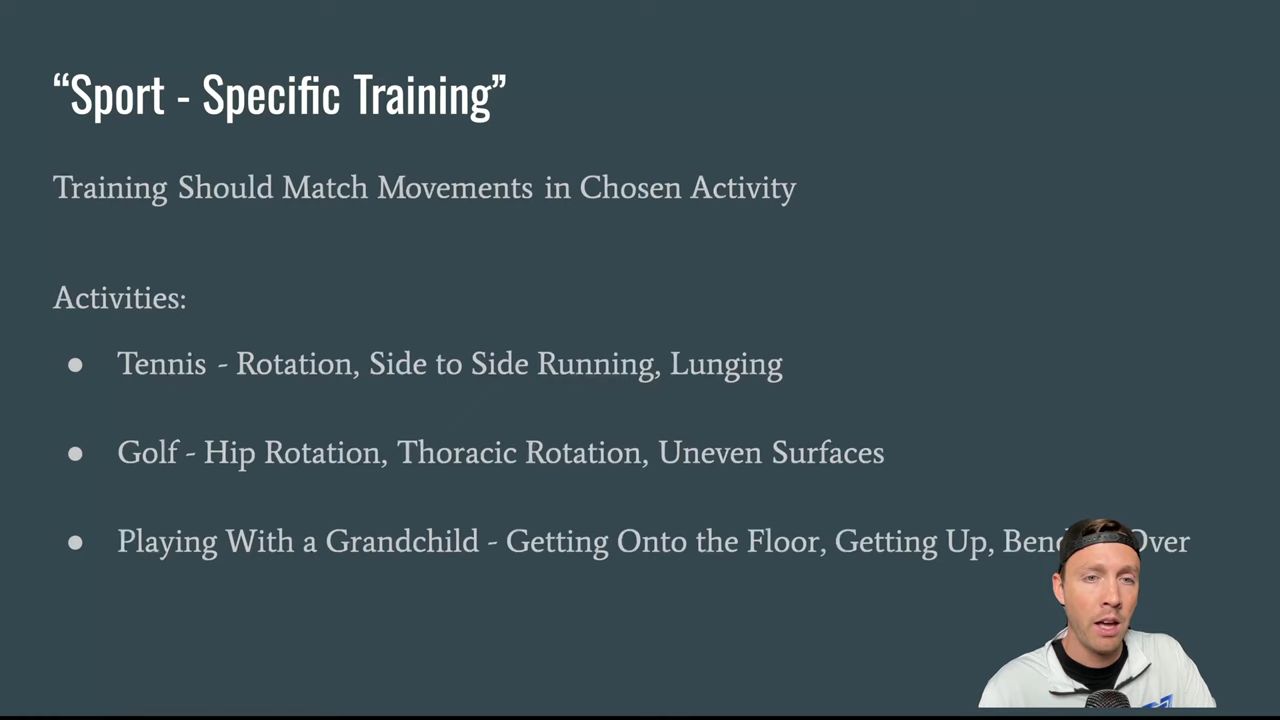 “Sport - Specific Training”
Training Should Match Movements in Chosen Activity
Activities:
● Tennis - Rotation, Side to Side Running, Lunging
● Golf - Hip Rotation, Thoracic Rotation, Uneven Surfaces
● Playing With a Grandchild - Getting Onto the Floor, Getting Up, Over